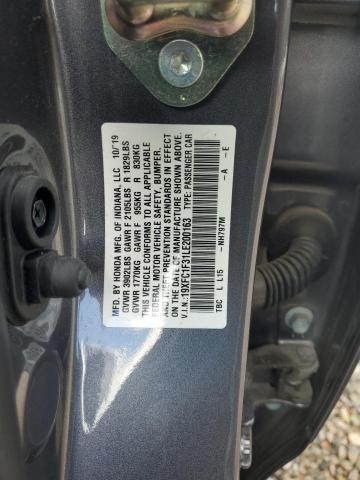 MFD. BY HONDA MFG. OF INDIANA, LLC 10/19
GVWR 3902LBS GAWR F 2105LBS R 1829LBS
GVWR 1770KG GAWR F 955KG R 830KG
THIS VEHICLE CONFORMS TO ALL APPLICABLE
FEDERAL MOTOR VEHICLE SAFETY, BUMPER,
AND THEFT PREVENTION STANDARDS IN EFFECT
ON THE DATE OF MANUFACTURE SHOWN ABOVE.
V.I.N.:19XFC1F31LE200163 TYPE: PASSENGER CAR
TBC L L15 -NH797M -A -E